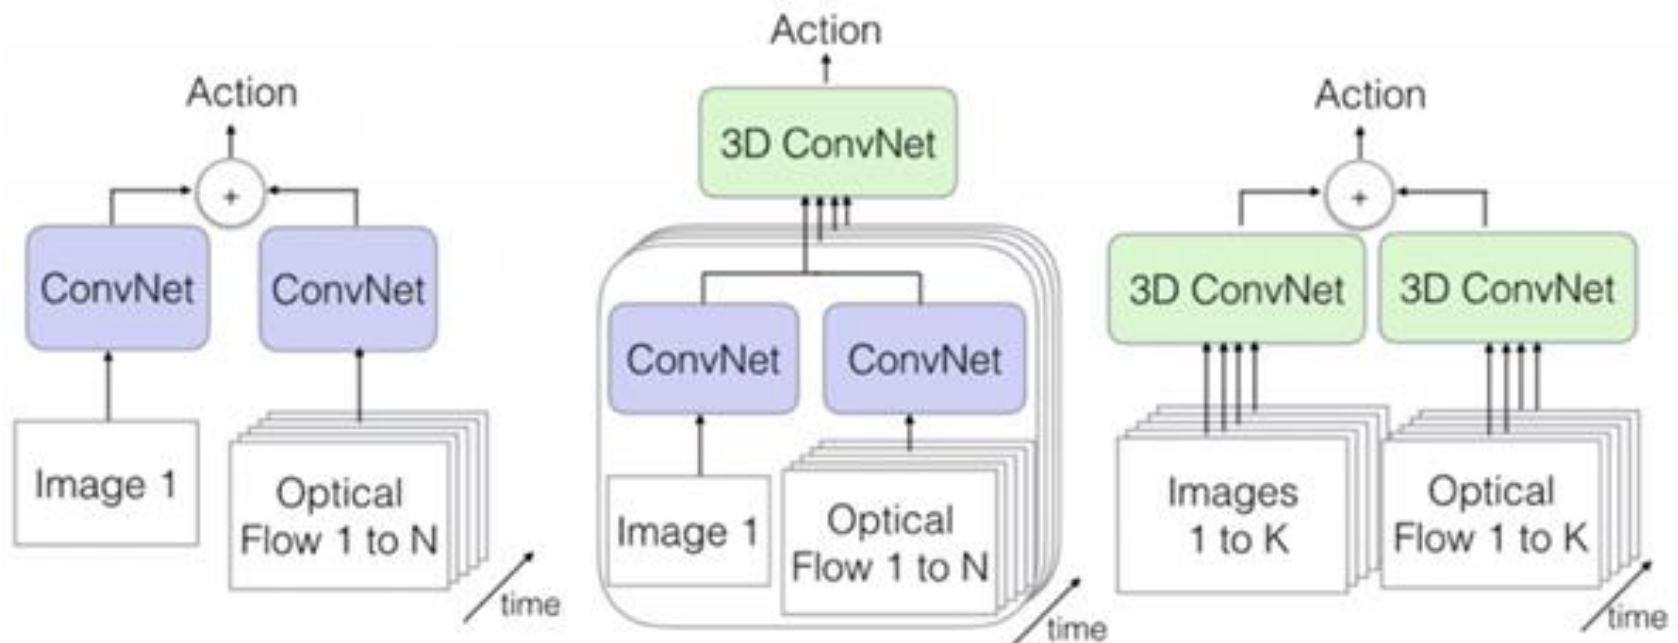 Action
+
ConvNet
ConvNet
Image 1
Optical
Flow 1 to N
time
Action
3D ConvNet
ConvNet
ConvNet
Image 1
Optical
Flow 1 to N
time
Action
+
3D ConvNet
3D ConvNet
Images
1 to K
Optical
Flow 1 to K
time